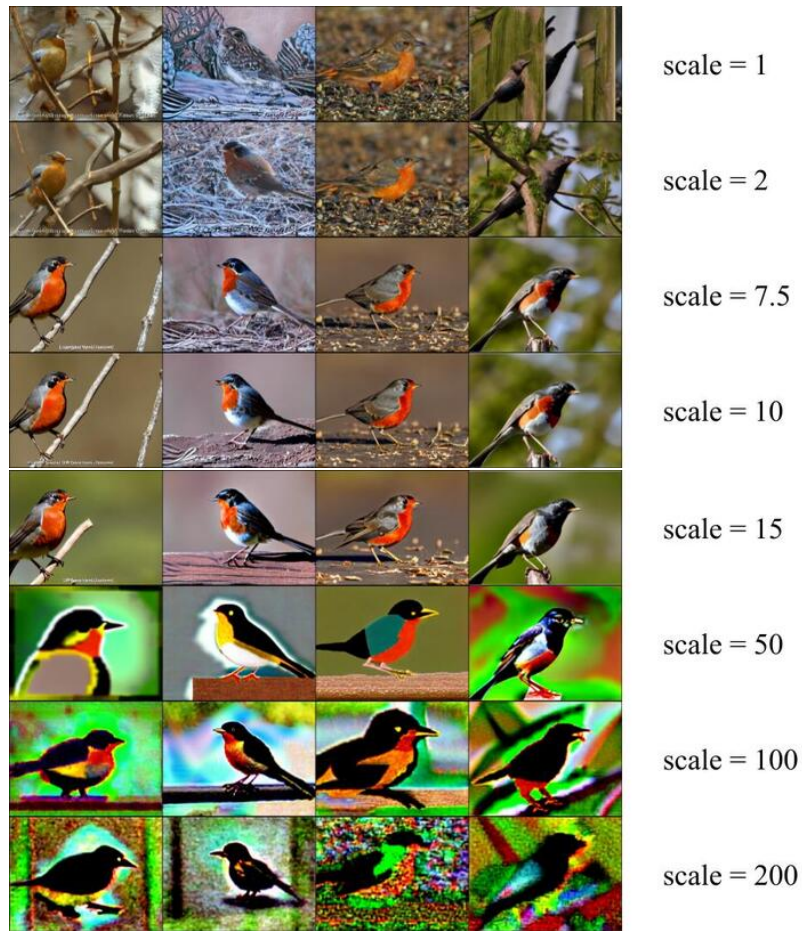 scale = 1
scale = 2
scale = 7.5
scale = 10
scale = 15
scale = 50
scale = 100
scale = 200